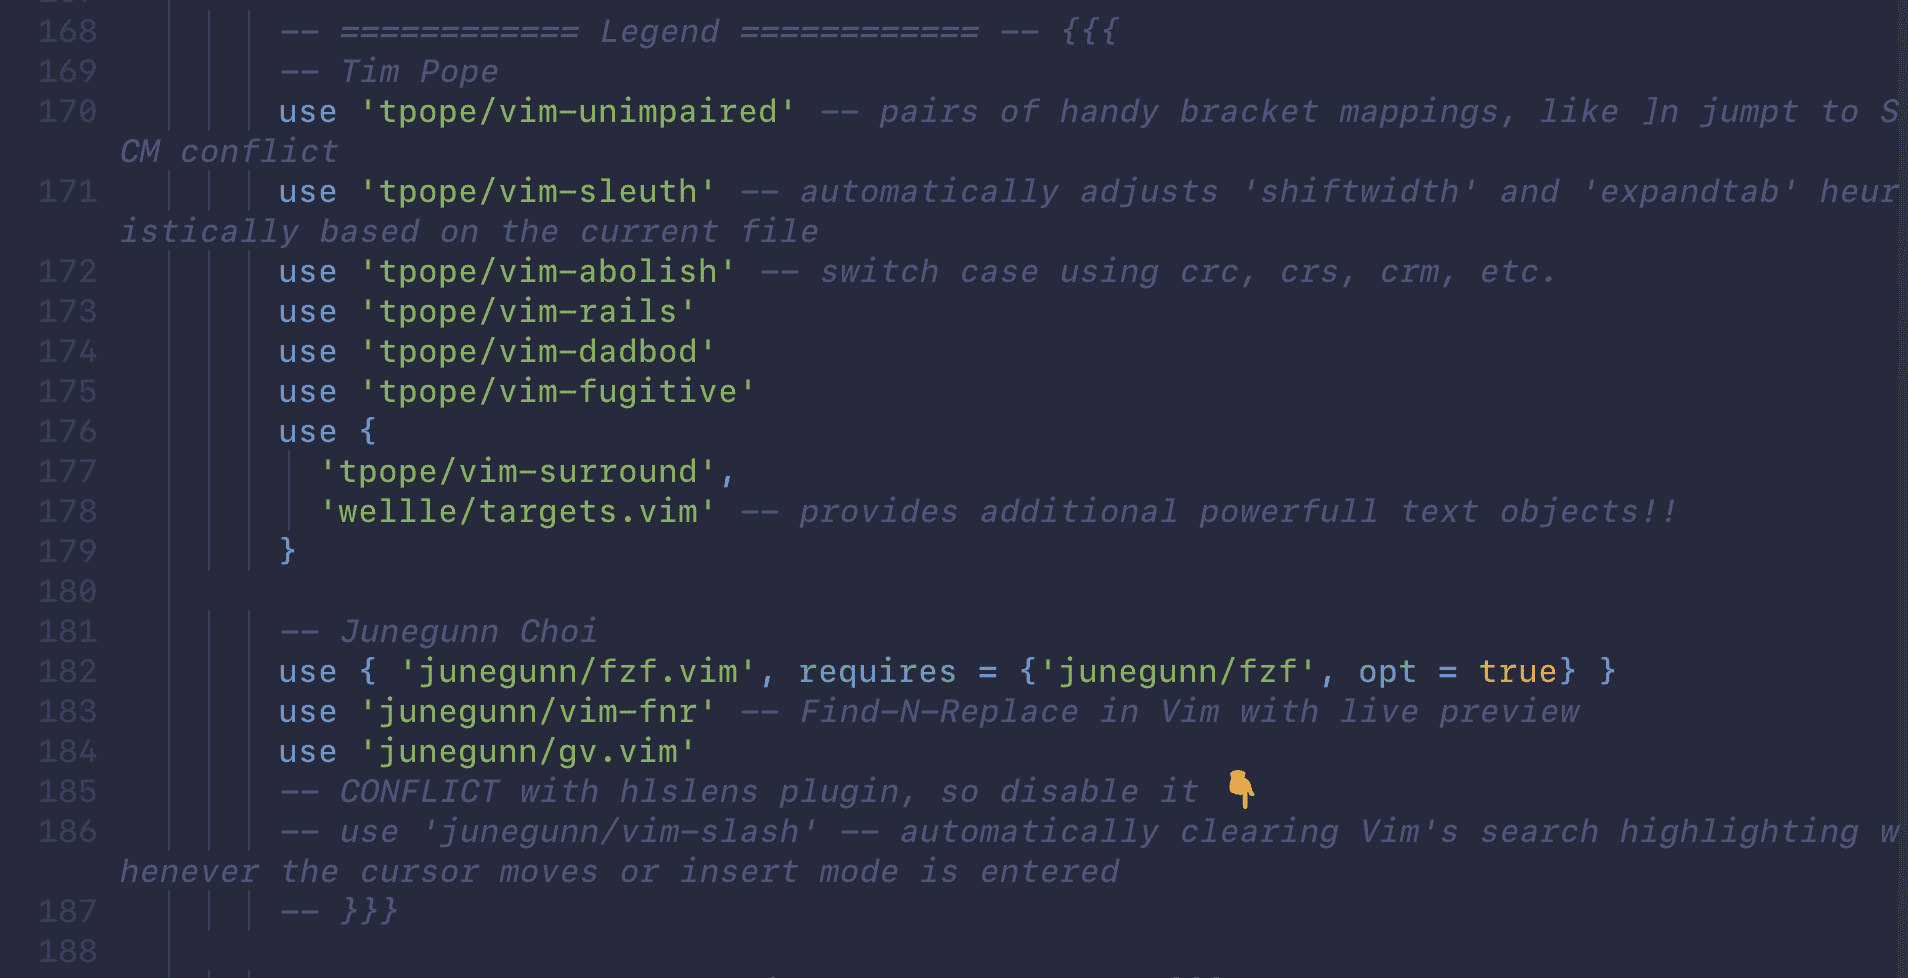 168 -- ============ Legend ============ -- {{{
169 -- Tim Pope
170 use 'tpope/vim-unimpaired' -- pairs of handy bracket mappings, like ]n jumpt to S
CM conflict
171 use 'tpope/vim-sleuth' -- automatically adjusts 'shiftwidth' and 'expandtab' heur
istically based on the current file
172 use 'tpope/vim-abolish' -- switch case using crc, crs, crm, etc.
173 use 'tpope/vim-rails'
174 use 'tpope/vim-dadbod'
175 use 'tpope/vim-fugitive'
176 use {
177 'tpope/vim-surround',
178 'wellle/targets.vim' -- provides additional powerfull text objects!!
179 }
180
181 -- Junegunn Choi
182 use { 'junegunn/fzf.vim', requires = {'junegunn/fzf', opt = true} }
183 use 'junegunn/vim-fnr' -- Find-N-Replace in Vim with live preview
184 use 'junegunn/gv.vim'
185 -- CONFLICT with hlslens plugin, so disable it 👇
186 -- use 'junegunn/vim-slash' -- automatically clearing Vim's search highlighting w
henever the cursor moves or insert mode is entered
187 -- }}}
188